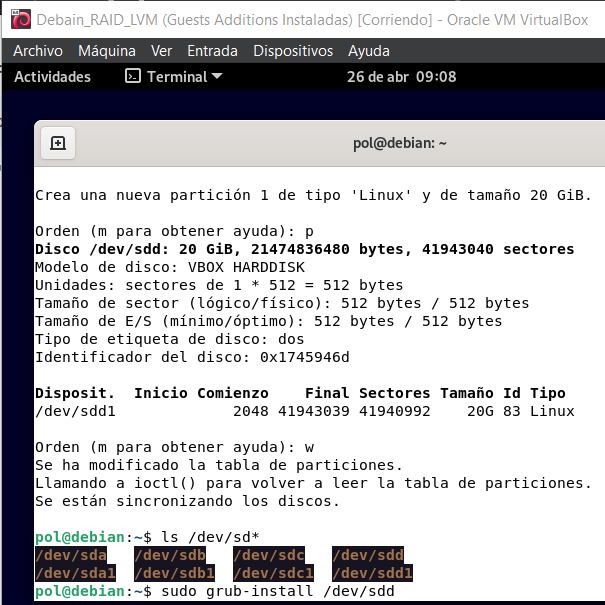 Debain_RAID_LVM (Guests Additions Instaladas) [Corriendo] - Oracle VM VirtualBox
Archivo Máquina Ver Entrada Dispositivos Ayuda
Actividades Terminal 26 de abr 09:08
pol@debian: ~
Crea una nueva partición 1 de tipo 'Linux' y de tamaño 20 GiB.
Orden (m para obtener ayuda): p
Disco /dev/sdd: 20 GiB, 21474836480 bytes, 41943040 sectores
Modelo de disco: VBOX HARDDISK
Unidades: sectores de 1 * 512 = 512 bytes
Tamaño de sector (lógico/físico): 512 bytes / 512 bytes
Tamaño de E/S (mínimo/óptimo): 512 bytes / 512 bytes
Tipo de etiqueta de disco: dos
Identificador del disco: 0x1745946d
Disposit. Inicio Comienzo Final Sectores Tamaño Id Tipo
/dev/sdd1 2048 41943039 41940992 20G 83 Linux
Orden (m para obtener ayuda): w
Se ha modificado la tabla de particiones.
Llamando a ioctl() para volver a leer la tabla de particiones.
Se están sincronizando los discos.
pol@debian:~$ ls /dev/sd*
/dev/sda /dev/sdb /dev/sdc /dev/sdd
/dev/sda1 /dev/sdb1 /dev/sdc1 /dev/sdd1
pol@debian:~$ sudo grub-install /dev/sdd